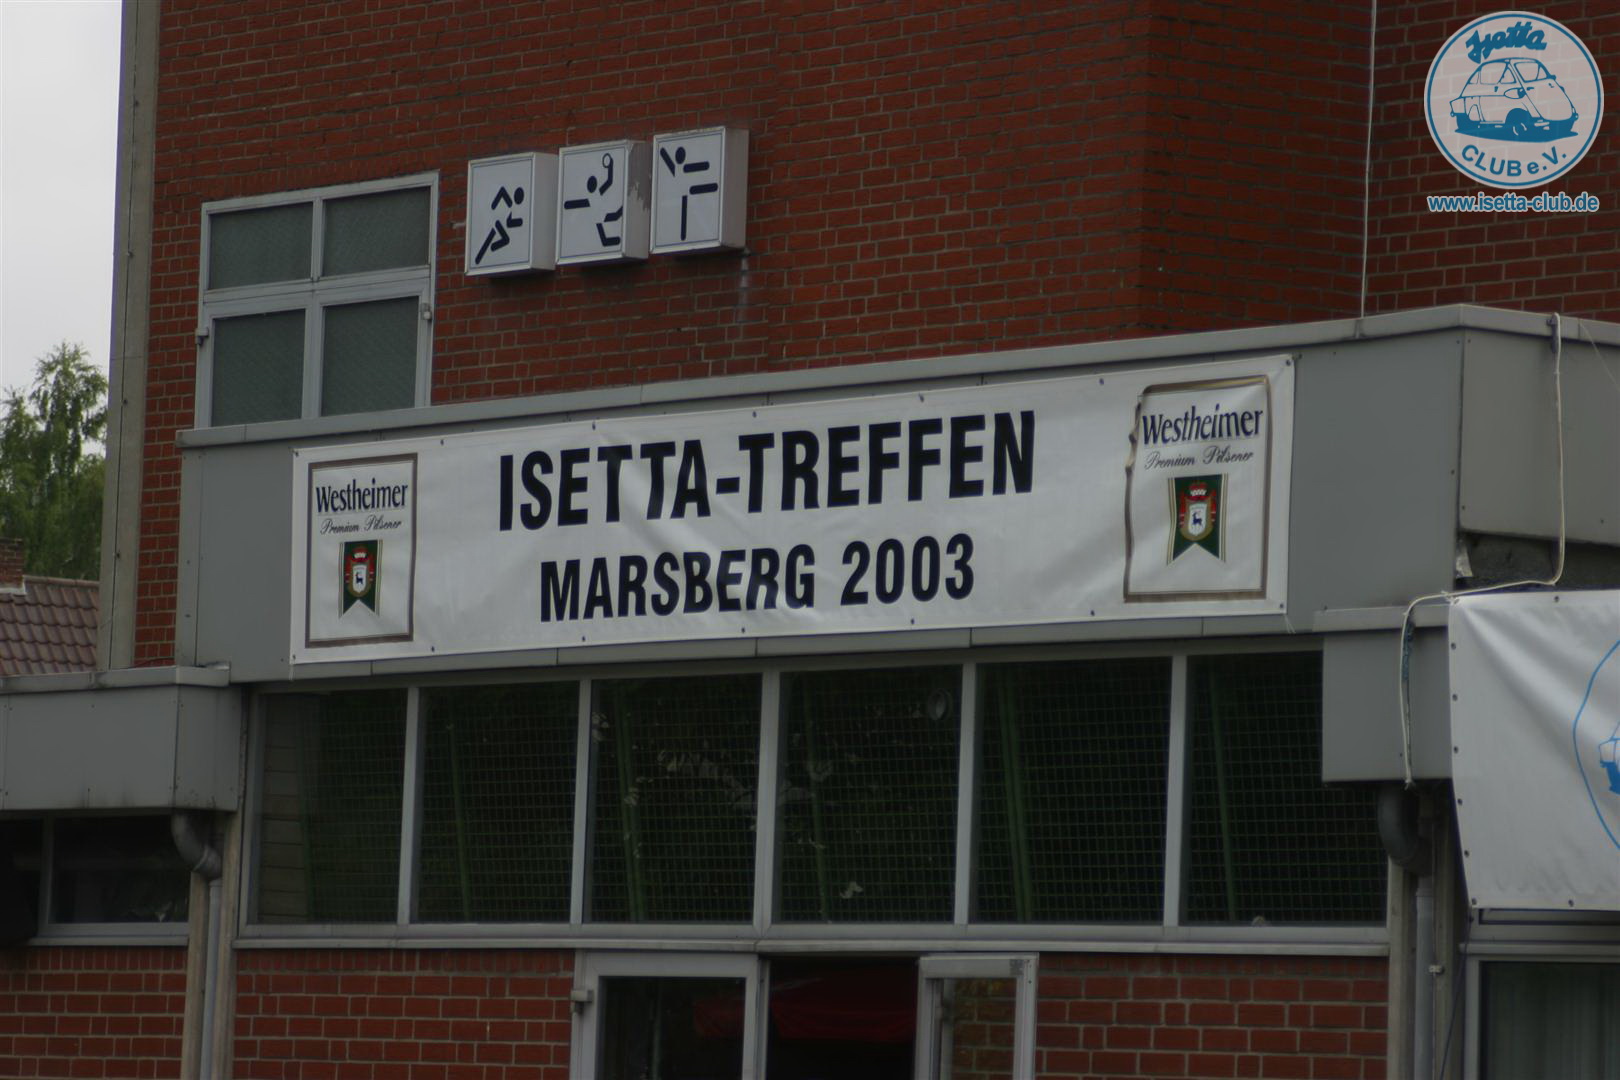 Isetta
CLUB e.V.
www.isetta-club.de
ISETTA-TREFFEN
MARSBERG 2003
Westheimer
Premium Pilsener
Westheimer
Premium Pilsener